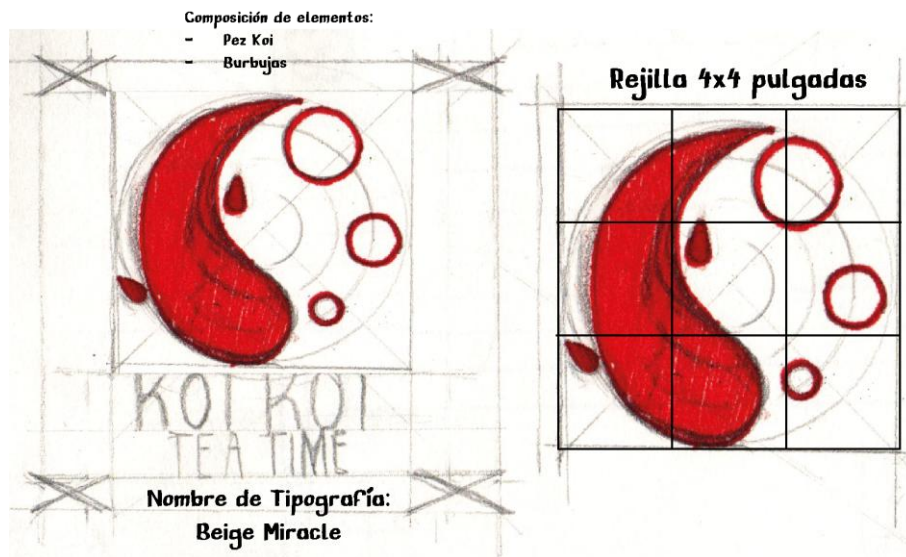 Composición de elementos:
- Pez Koi
- Burbujas
Rejilla 4x4 pulgadas
KOI KOI
TEA TIME
Nombre de Tipografía:
Beige Miracle